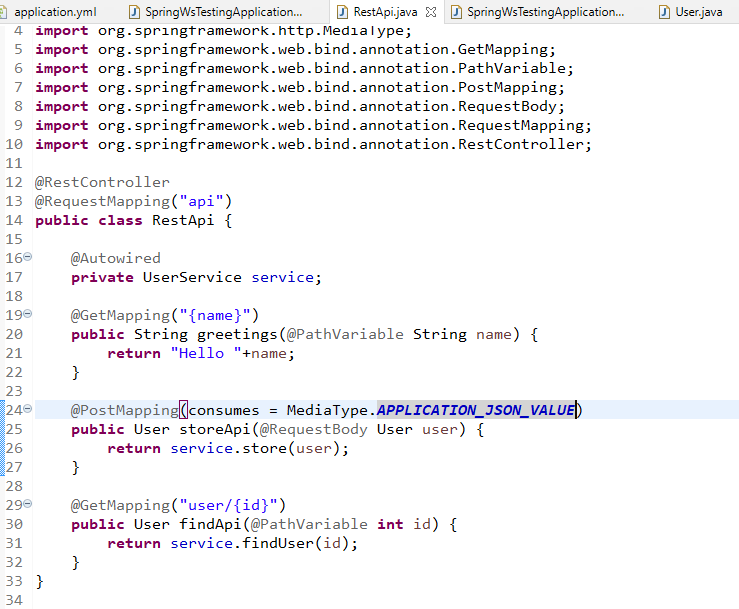 application.yml SpringWsTestingApplication... RestApi.java SpringWsTestingApplication... User.java
4 import org.springframework.http.MediaType;
5 import org.springframework.web.bind.annotation.GetMapping;
6 import org.springframework.web.bind.annotation.PathVariable;
7 import org.springframework.web.bind.annotation.PostMapping;
8 import org.springframework.web.bind.annotation.RequestBody;
9 import org.springframework.web.bind.annotation.RequestMapping;
10 import org.springframework.web.bind.annotation.RestController;
11
12 @RestController
13 @RequestMapping("api")
14 public class RestApi {
15
16 @Autowired
17 private UserService service;
18
19 @GetMapping("{name}")
20 public String greetings(@PathVariable String name) {
21 return "Hello "+name;
22 }
23
24 @PostMapping(consumes = MediaType.APPLICATION_JSON_VALUE)
25 public User storeApi(@RequestBody User user) {
26 return service.store(user);
27 }
28
29 @GetMapping("user/{id}")
30 public User findApi(@PathVariable int id) {
31 return service.findUser(id);
32 }
33 }
34